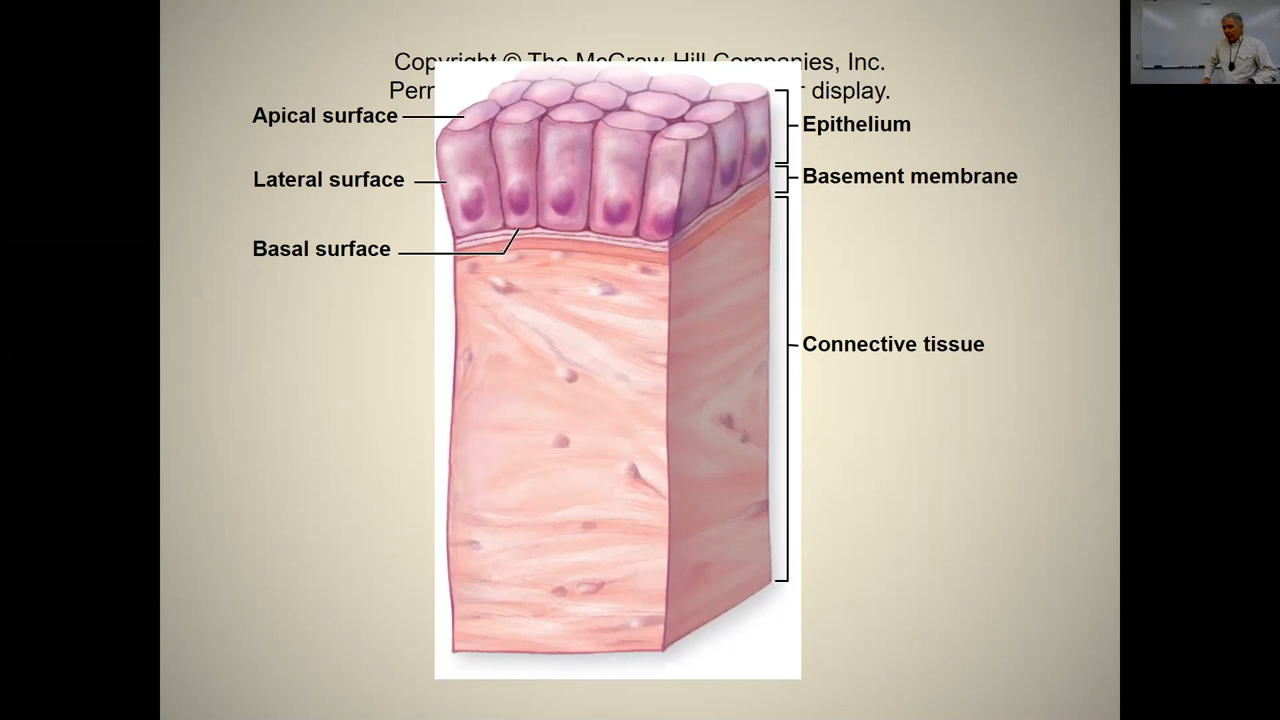 Copyright © The McGraw-Hill Companies, Inc.
display.
Apical surface
Epithelium
Basement membrane
Lateral surface
Basal surface
Connective tissue